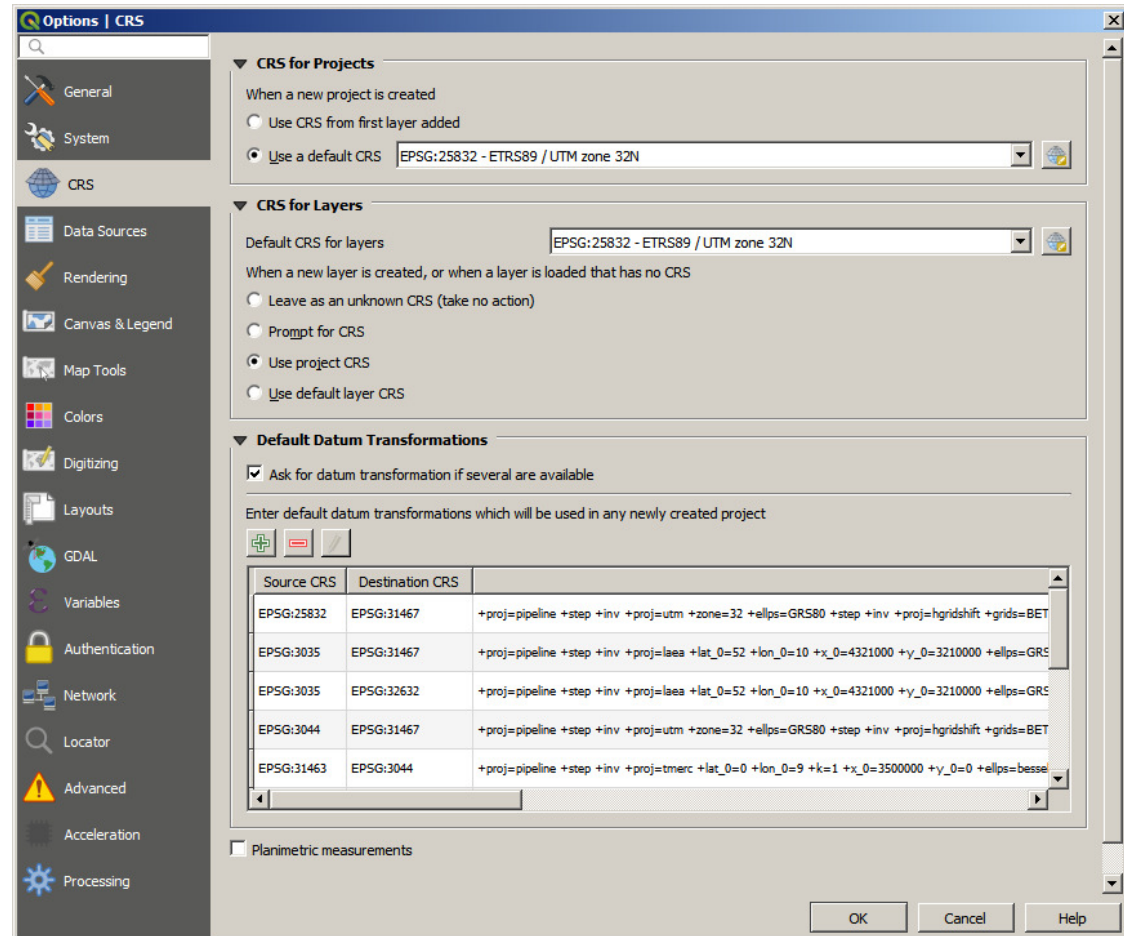 Options | CRS
General
System
CRS
Data Sources
Rendering
Canvas & Legend
Map Tools
Colors
Digitizing
Layouts
GDAL
Variables
Authentication
Network
Locator
Advanced
Acceleration
Processing
CRS for Projects
When a new project is created
Use CRS from first layer added
Use a default CRS EPSG:25832 - ETRS89 / UTM zone 32N
CRS for Layers
Default CRS for layers EPSG:25832 - ETRS89 / UTM zone 32N
When a new layer is created, or when a layer is loaded that has no CRS
Leave as an unknown CRS (take no action)
Prompt for CRS
Use project CRS
Use default layer CRS
Default Datum Transformations
Ask for datum transformation if several are available
Enter default datum transformations which will be used in any newly created project
Source CRS Destination CRS
EPSG:25832 EPSG:31467 +proj=pipeline +step +inv +proj=utm +zone=32 +ellps=GRS80 +step +inv +proj=hgridshift +grids=BET
EPSG:3035 EPSG:31467 +proj=pipeline +step +inv +proj=laea +lat_0=52 +lon_0=10 +x_0=4321000 +y_0=3210000 +ellps=GRS
EPSG:3035 EPSG:32632 +proj=pipeline +step +inv +proj=laea +lat_0=52 +lon_0=10 +x_0=4321000 +y_0=3210000 +ellps=GRS
EPSG:3044 EPSG:31467 +proj=pipeline +step +inv +proj=utm +zone=32 +ellps=GRS80 +step +inv +proj=hgridshift +grids=BET
EPSG:31463 EPSG:3044 +proj=pipeline +step +inv +proj=tmerc +lat_0=0 +lon_0=9 +k=1 +x_0=3500000 +y_0=0 +ellps=bessel
Planimetric measurements
OK Cancel Help